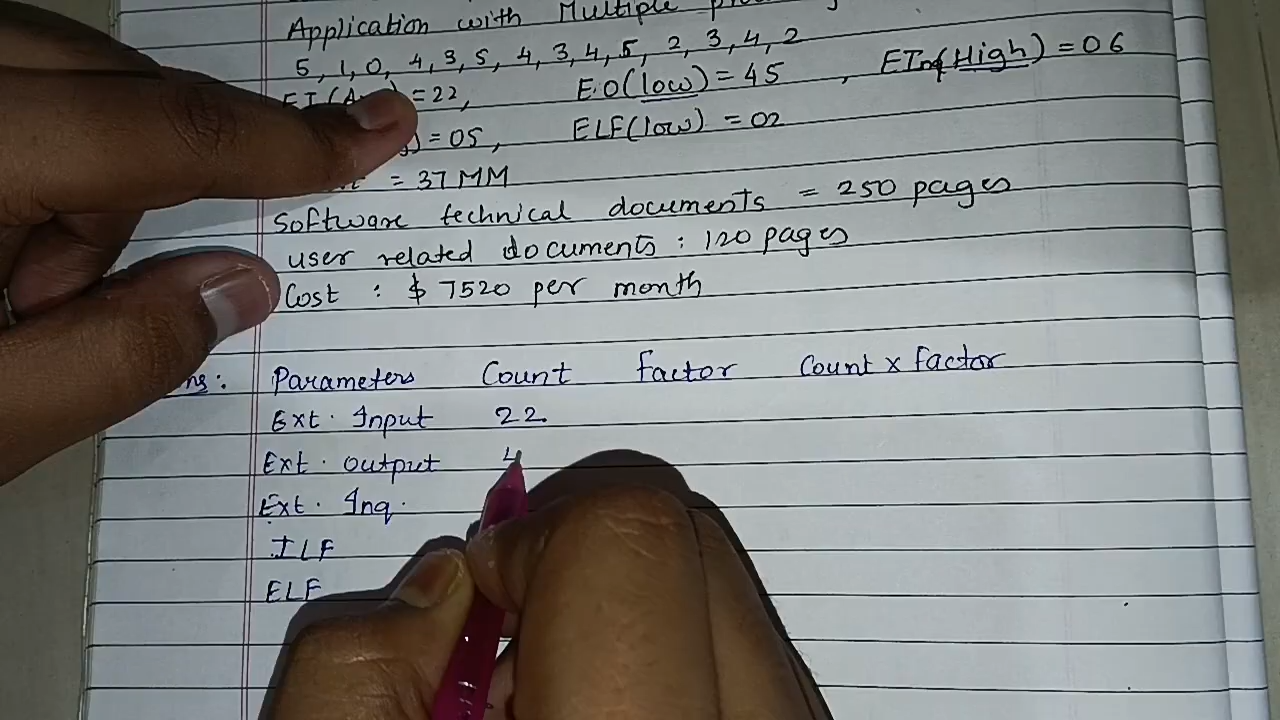 Application with Multiple
5, 1, 0, 4, 3, 5, 4, 3, 4, 5, 2, 3, 4, 2
EI (A = 22, EO (low) = 45 , EInq (High) = 06
) = 05, ELF (low) = 02
= 37 MM
Software technical documents = 250 pages
user related documents : 120 pages
Cost : $ 7520 per month
Parameters Count Factor Count x factor
Ext. Input 22.
Ext. output 4
Ext. Inq.
ILF
ELF